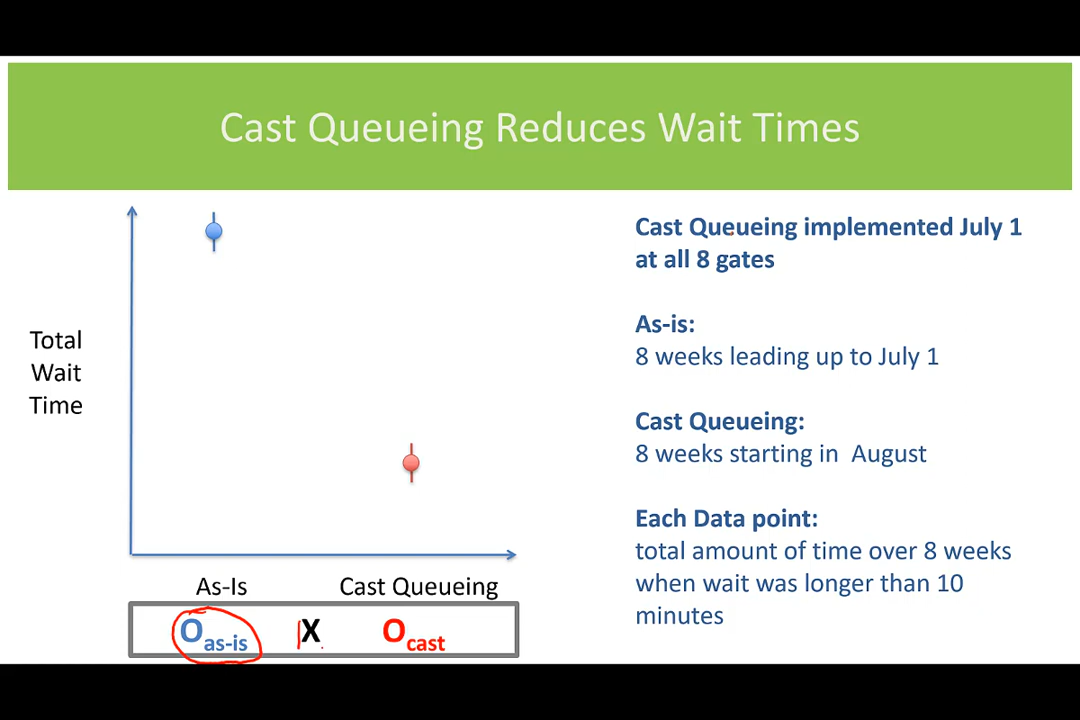 Cast Queueing Reduces Wait Times
Total
Wait
Time
As-Is Cast Queueing
O as-is X O cast
Cast Queueing implemented July 1
at all 8 gates
As-is:
8 weeks leading up to July 1
Cast Queueing:
8 weeks starting in August
Each Data point:
total amount of time over 8 weeks
when wait was longer than 10
minutes